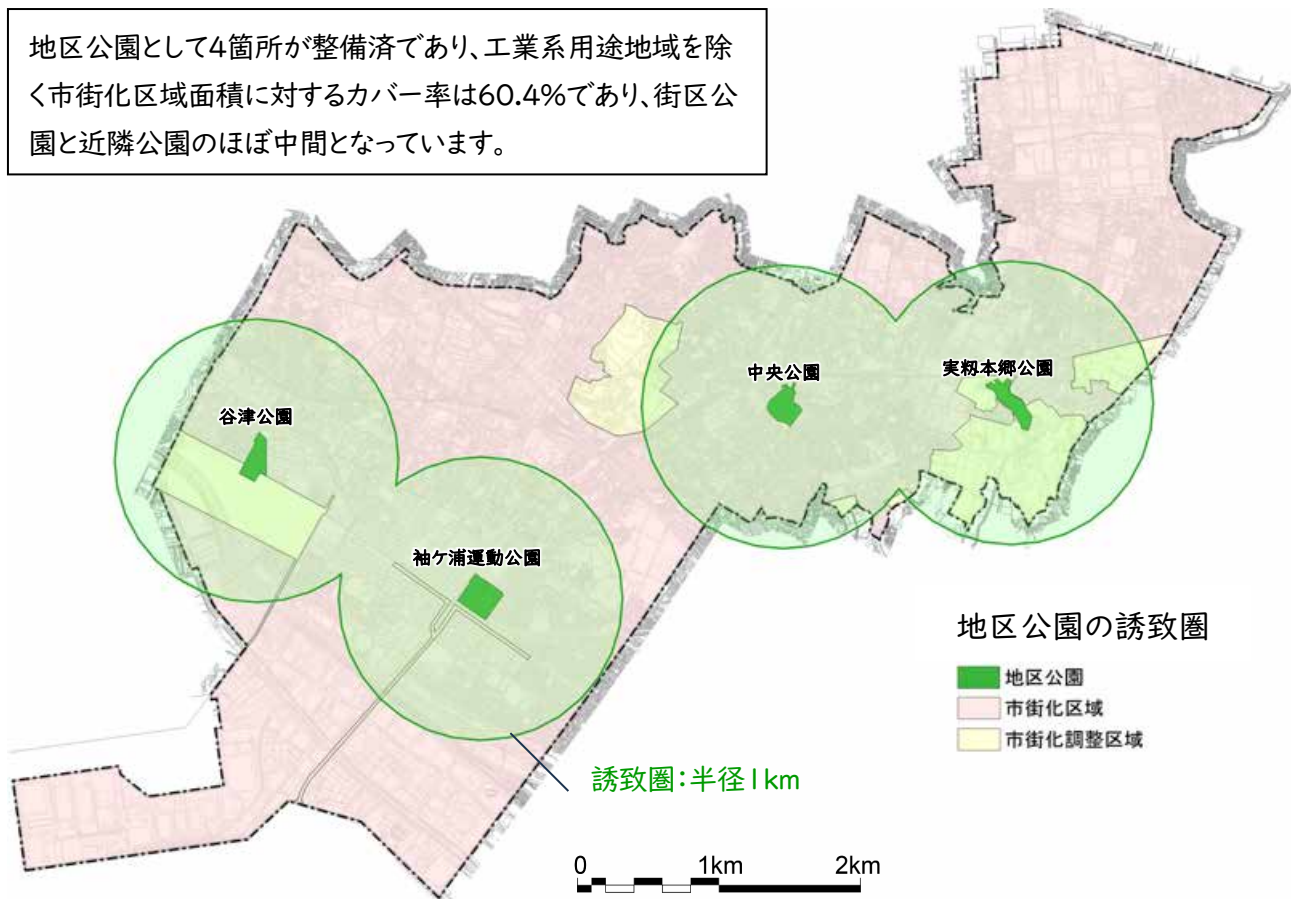 地区公園として4箇所が整備済であり、工業系用途地域を除
く市街化区域面積に対するカバー率は60.4%であり、街区公
園と近隣公園のほぼ中間となっています。
中央公園
実籾本郷公園
谷津公園
袖ケ浦運動公園
地区公園の誘致圏
地区公園
市街化区域
市街化調整区域
誘致圏:半径1km
0 1km 2km